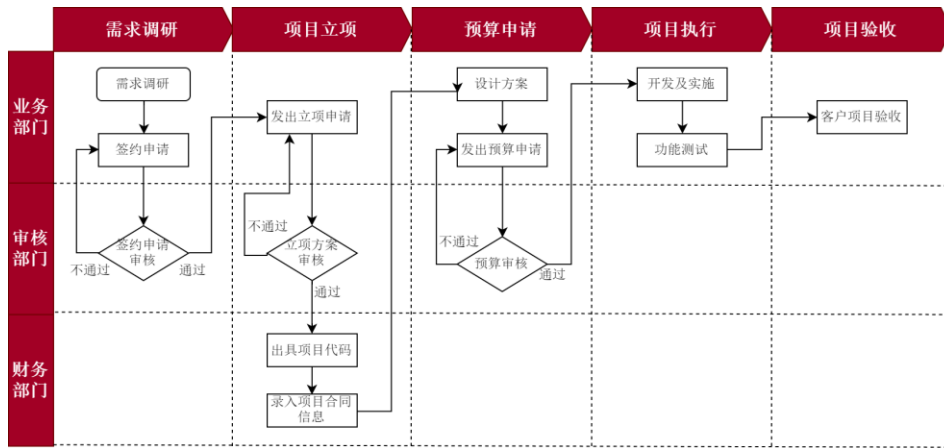 需求调研
项目立项
预算申请
项目执行
项目验收
业务
部门
需求调研
签约申请
发出立项申请
设计方案
发出预算申请
开发及实施
功能测试
客户项目验收
审核
部门
签约申请
审核
不通过
通过
不通过
立项方案
审核
通过
不通过
预算审核
通过
财务
部门
出具项目代码
录入项目合同
信息